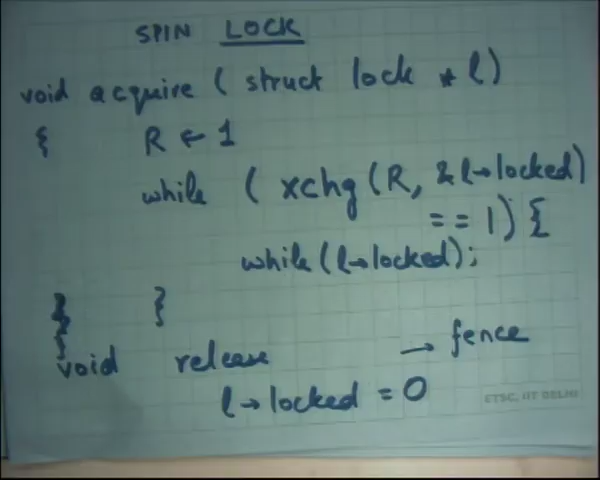 SPIN LOCK
void acquire ( struct lock * l)
{ R ← 1
while ( xchg (R, & l→locked)
== 1) {
while (l→locked);
} }
→ fence
void release
l→locked = 0
ETSC, IIT DELHI